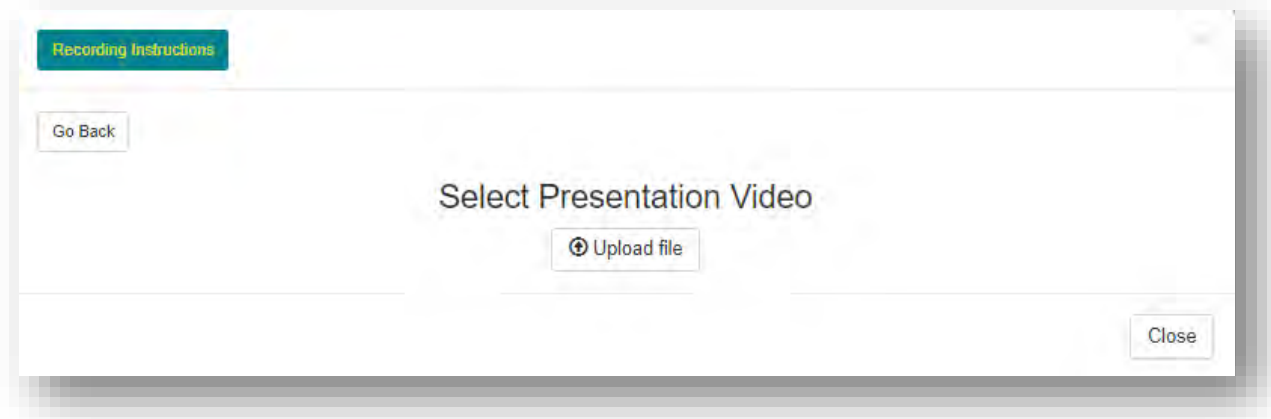 Recording Instructions
Go Back
Select Presentation Video
Upload file
Close